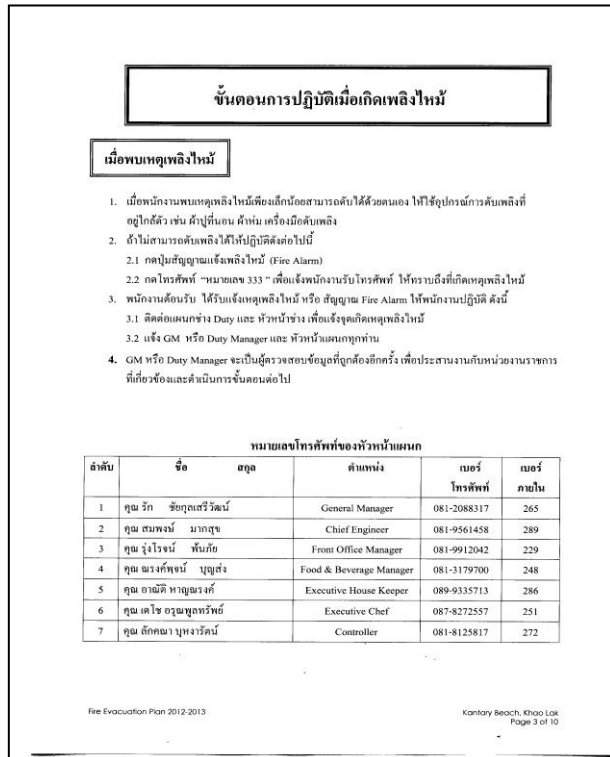 ขั้นตอนการปฏิบัติเมื่อเกิดเพลิงไหม้
เมื่อพบเหตุเพลิงไหม้
1. เมื่อพนักงานพบเหตุเพลิงไหม้เพียงเล็กน้อยสามารถดับได้ด้วยตนเอง ให้ใช้อุปกรณ์การดับเพลิงที่
อยู่ใกล้ตัว เช่น ผ้าปูที่นอน ผ้าห่ม เครื่องมือดับเพลิง
2. ถ้าไม่สามารถดับเพลิงได้ให้ปฏิบัติดังต่อไปนี้
2.1 กดปุ่มสัญญาณแจ้งเพลิงไหม้ (Fire Alarm)
2.2 กดโทรศัพท์ “หมายเลข 333 ” เพื่อแจ้งพนักงานรับโทรศัพท์ ให้ทราบถึงที่เกิดเหตุเพลิงไหม้
3. พนักงานต้อนรับ ได้รับแจ้งเหตุเพลิงไหม้ หรือ สัญญาณ Fire Alarm ให้พนักงานปฏิบัติ ดังนี้
3.1 ติดต่อแผนกช่าง Duty และ หัวหน้าช่าง เพื่อแจ้งจุดเกิดเหตุเพลิงไหม้
3.2 แจ้ง GM หรือ Duty Manager และ หัวหน้าแผนกทุกท่าน
4. GM หรือ Duty Manager จะเป็นผู้ตรวจสอบข้อมูลที่ถูกต้องอีกครั้ง เพื่อประสานงานกับหน่วยงานราชการ
ที่เกี่ยวข้องและดำเนินการขั้นตอนต่อไป
หมายเลขโทรศัพท์ของหัวหน้าแผนก
ลำดับ ชื่อ สกุล ตำแหน่ง เบอร์ เบอร์
โทรศัพท์ ภายใน
1 คุณ รัก ชัยกุลเสรีวัฒน์ General Manager 081-2088317 265
2 คุณ สมพงษ์ มากสุข Chief Engineer 081-9561458 289
3 คุณ รุ่งโรจน์ พันภัย Front Office Manager 081-9912042 229
4 คุณ ณรงค์พจน์ บุญส่ง Food & Beverage Manager 081-3179700 248
5 คุณ อาณัติ หาญณรงค์ Executive House Keeper 089-9335713 286
6 คุณ เดโช อรุณพูลทรัพย์ Executive Chef 087-8272557 251
7 คุณ ลักคณา บุหงารัตน์ Controller 081-8125817 272
Fire Evacuation Plan 2012-2013 Kantary Beach, Khao Lak
Page 3 of 10